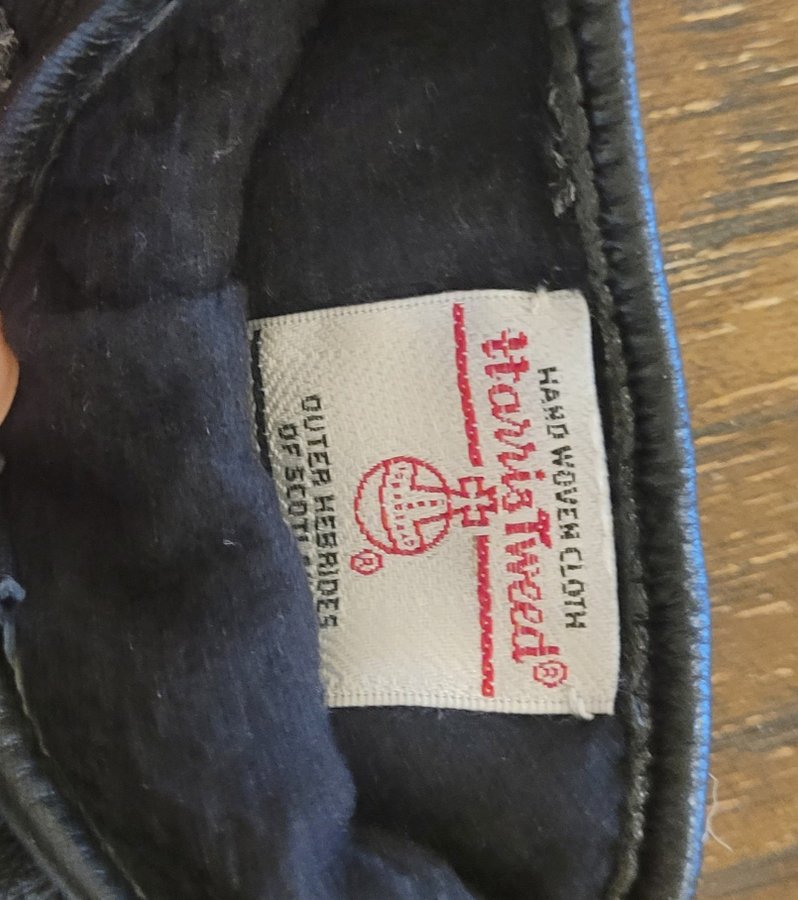 HAND WOVEN CLOTH
Harris Tweed®
®
OUTER HEBRIDES
OF